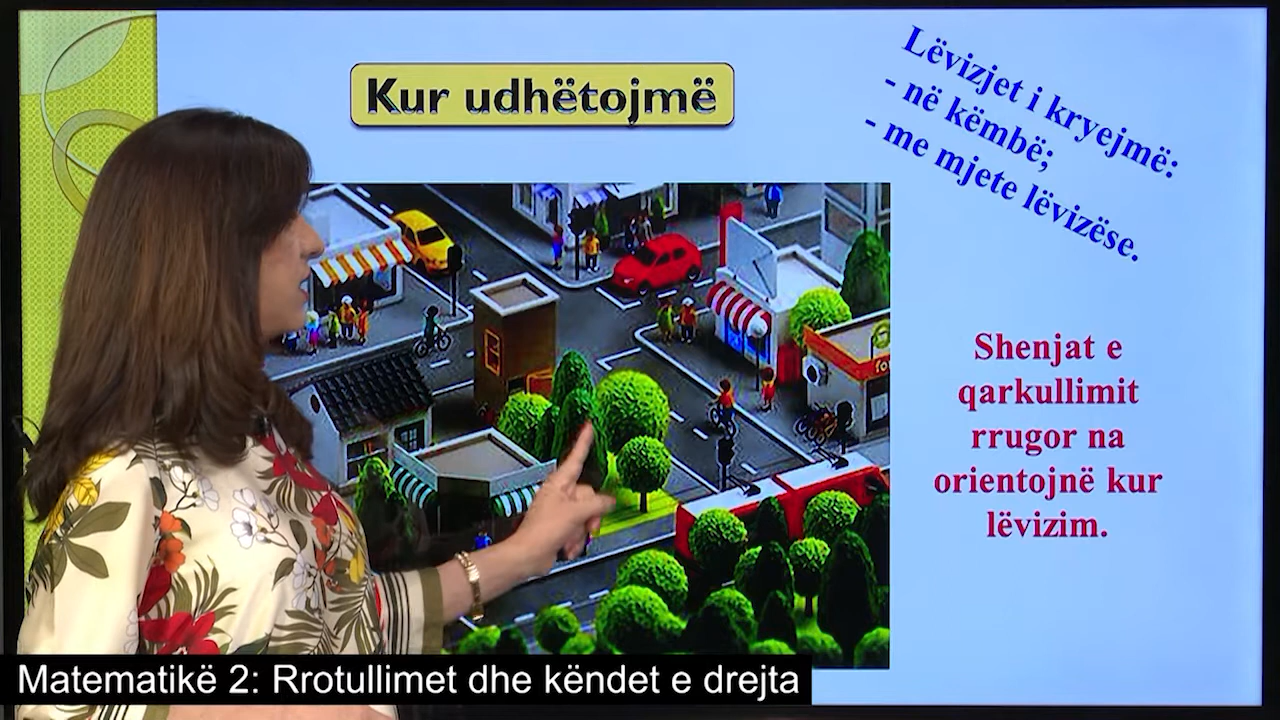 Kur udhëtojmë
Lëvizjet i kryejmë:
- në këmbë;
- me mjete lëvizëse.
Shenjat e
qarkullimit
rrugor na
orientojnë kur
lëvizim.
Matematikë 2: Rrotullimet dhe këndet e drejta